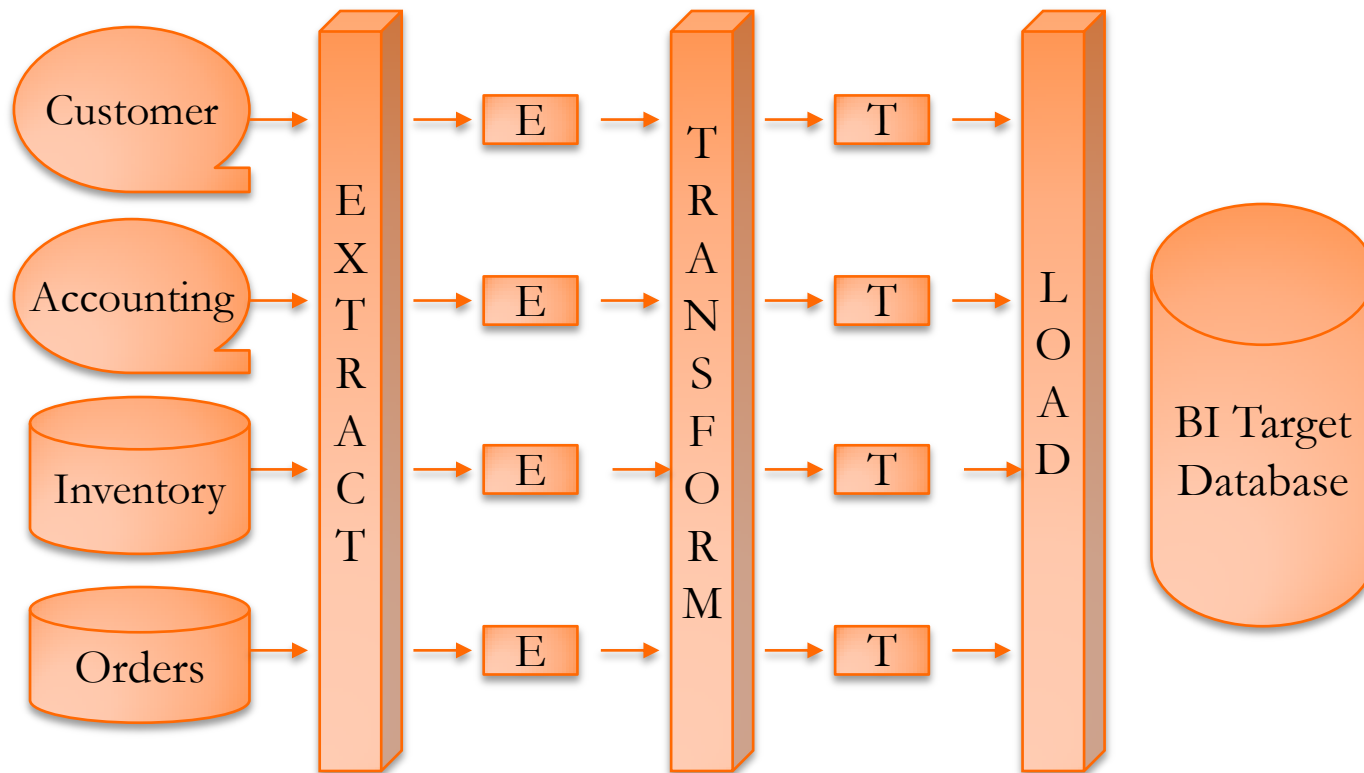 Customer
Accounting
Inventory
Orders
EXTRACT
E
E
E
E
TRANSFORM
T
T
T
T
LOAD
BI Target
Database